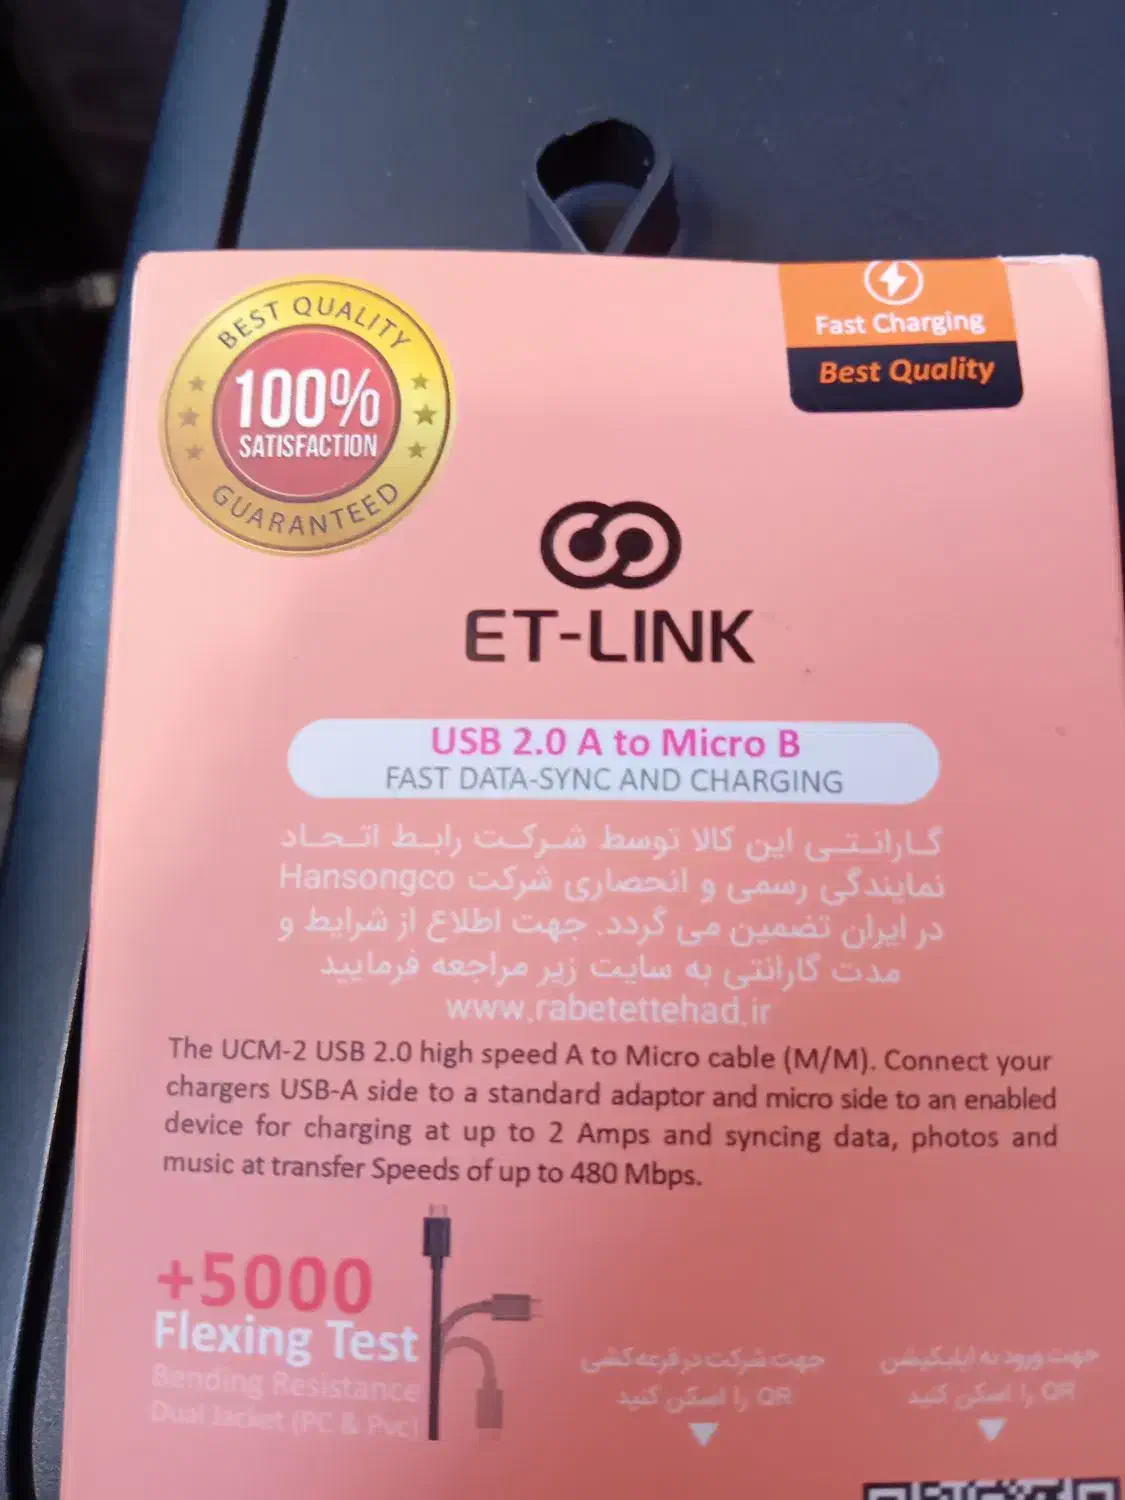 BEST QUALITY
100%
SATISFACTION
GUARANTEED
Fast Charging
Best Quality
ET-LINK
USB 2.0 A to Micro B
FAST DATA-SYNC AND CHARGING
گارانتی این کالا توسط شرکت رابط اتحاد
نمایندگی رسمی و انحصاری شرکت Hansongco
در ایران تضمین می گردد. جهت اطلاع از شرایط و
مدت گارانتی به سایت زیر مراجعه فرمایید
www.rabetettehad.ir
The UCM-2 USB 2.0 high speed A to Micro cable (M/M). Connect your
chargers USB-A side to a standard adaptor and micro side to an enabled
device for charging at up to 2 Amps and syncing data, photos and
music at transfer Speeds of up to 480 Mbps.
+5000
Flexing Test
Bending Resistance
Dual Jacket (PC & Pvc)
جهت شرکت در قرعه کشی
QR را اسکن کنید
جهت ورود به اپلیکیشن
QR را اسکن کنید